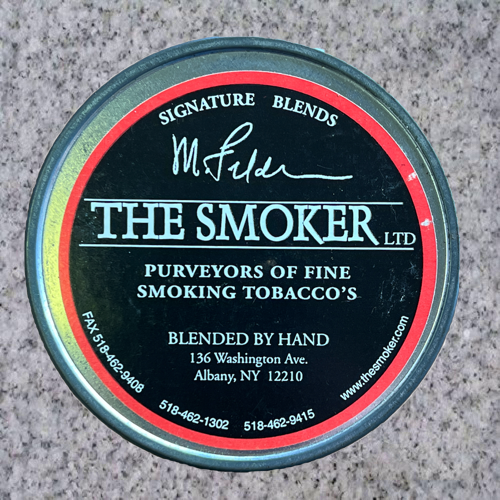 SIGNATURE BLENDS
THE SMOKER LTD
PURVEYORS OF FINE
SMOKING TOBACCO'S
BLENDED BY HAND
136 Washington Ave.
Albany, NY 12210
FAX 518-462-9408
518-462-1302 518-462-9415
www.thesmoker.com